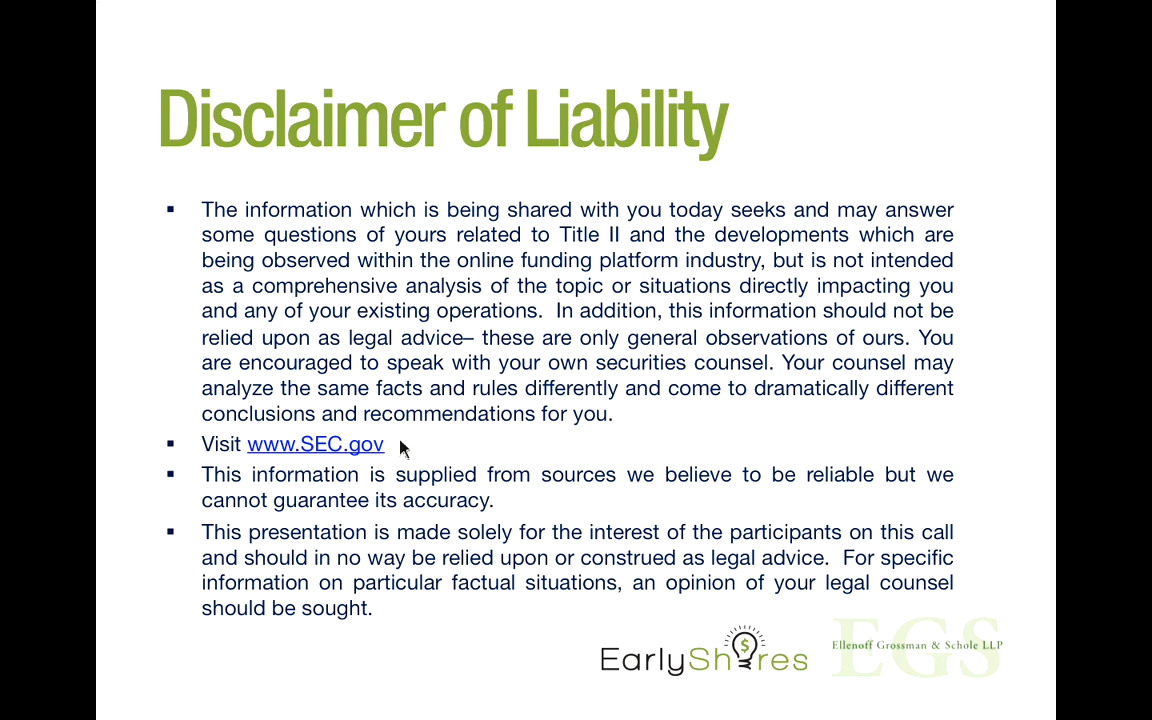 Disclaimer of Liability
▪ The information which is being shared with you today seeks and may answer
some questions of yours related to Title II and the developments which are
being observed within the online funding platform industry, but is not intended
as a comprehensive analysis of the topic or situations directly impacting you
and any of your existing operations.  In addition, this information should not be
relied upon as legal advice– these are only general observations of ours. You
are encouraged to speak with your own securities counsel. Your counsel may
analyze the same facts and rules differently and come to dramatically different
conclusions and recommendations for you.
▪ Visit www.SEC.gov
▪ This information is supplied from sources we believe to be reliable but we
cannot guarantee its accuracy.
▪ This presentation is made solely for the interest of the participants on this call
and should in no way be relied upon or construed as legal advice.  For specific
information on particular factual situations, an opinion of your legal counsel
should be sought.
EarlyShares
EGS
Ellenoff Grossman & Schole LLP